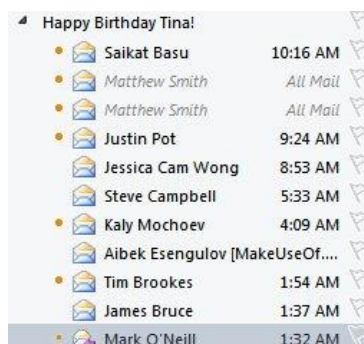 Happy Birthday Tina!
Saikat Basu 10:16 AM
Matthew Smith All Mail
Matthew Smith All Mail
Justin Pot 9:24 AM
Jessica Cam Wong 8:53 AM
Steve Campbell 5:33 AM
Kaly Mochoev 4:09 AM
Aibek Esengulov [MakeUseOf....
Tim Brookes 1:54 AM
James Bruce 1:37 AM
Mark O'Neill 1:32 AM